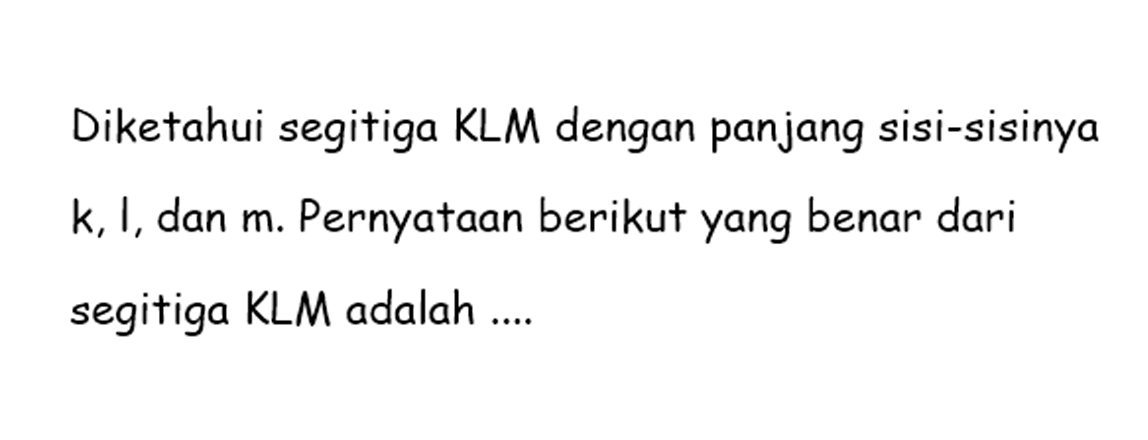 Diketahui segitiga KLM dengan panjang sisi-sisinya
k, l, dan m. Pernyataan berikut yang benar dari
segitiga KLM adalah ....